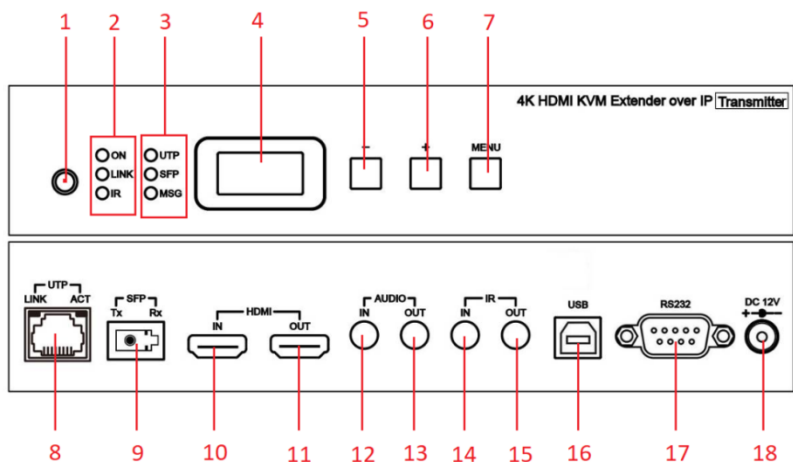 1 2 3 4 5 6 7
4K HDMI KVM Extender over IP Transmitter
- + MENU
ON UTP
LINK SFP
IR MSG
UTP
LINK ACT
SFP
Tx Rx
HDMI
IN OUT
AUDIO
IN OUT
IR
IN OUT
USB
RS232
DC 12V
+ -
8 9 10 11 12 13 14 15 16 17 18